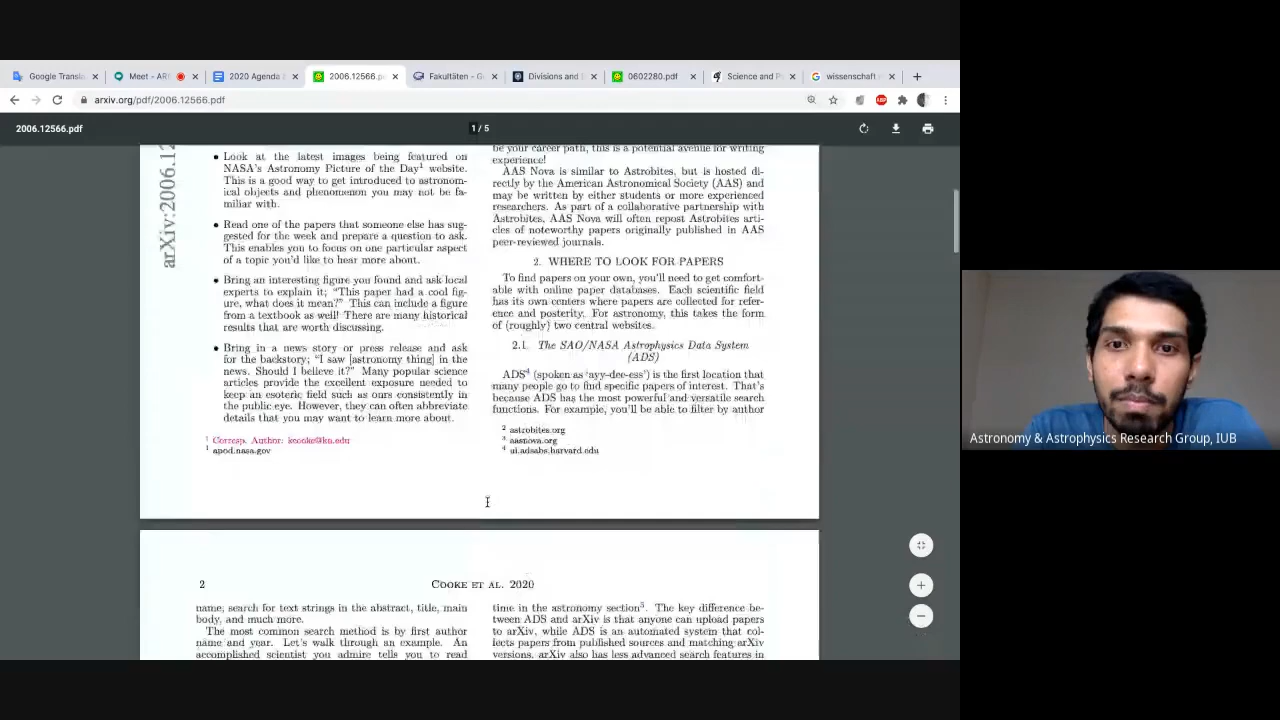 Google Transla
Meet - AR
2020 Agenda
2006.12566.p
Fakultäten - G
Divisions and
0602280.pdf
Science and P
wissenschaft
arxiv.org/pdf/2006.12566.pdf
2006.12566.pdf
1 / 5
arXiv:2006.12
• Look at the latest images being featured on
NASA's Astronomy Picture of the Day1 website.
This is a good way to get introduced to astronom-
ical objects and phenomenon you may not be fa-
miliar with.
• Read one of the papers that someone else has sug-
gested for the week and prepare a question to ask.
This enables you to focus on one particular aspect
of a topic you'd like to hear more about.
• Bring an interesting figure you found and ask local
experts to explain it; "This paper had a cool fig-
ure, what does it mean?" This can include a figure
from a textbook as well! There are many historical
results that are worth discussing.
• Bring in a news story or press release and ask
for the backstory; "I saw [astronomy thing] in the
news. Should I believe it?" Many popular science
articles provide the excellent exposure needed to
keep an esoteric field such as ours consistently in
the public eye. However, they can often abbreviate
details that you may want to learn more about.
1 Corresp. Author: kcooke@ku.edu
1 apod.nasa.gov
be your career path, this is a potential avenue for writing
experience!
AAS Nova is similar to Astrobites, but is hosted di-
rectly by the American Astronomical Society (AAS) and
may be written by either students or more experienced
researchers. As part of a collaborative partnership with
Astrobites, AAS Nova will often repost Astrobites arti-
cles of noteworthy papers originally published in AAS
peer-reviewed journals.
2. WHERE TO LOOK FOR PAPERS
To find papers on your own, you'll need to get comfort-
able with online paper databases. Each scientific field
has its own centers where papers are collected for refer-
ence and posterity. For astronomy, this takes the form
of (roughly) two central websites.
2.1. The SAO/NASA Astrophysics Data System
(ADS)
ADS4 (spoken as 'ayy-dee-ess') is the first location that
many people go to find specific papers of interest. That's
because ADS has the most powerful and versatile search
functions. For example, you'll be able to filter by author
2 astrobites.org
3 aasnova.org
4 ui.adsabs.harvard.edu
2
COOKE ET AL. 2020
name, search for text strings in the abstract, title, main
body, and much more.
The most common search method is by first author
name and year. Let's walk through an example. An
accomplished scientist you admire tells you to read
time in the astronomy section5. The key difference be-
tween ADS and arXiv is that anyone can upload papers
to arXiv, while ADS is an automated system that col-
lects papers from published sources and matching arXiv
versions. arXiv also has less advanced search features in
Astronomy & Astrophysics Research Group, IUB